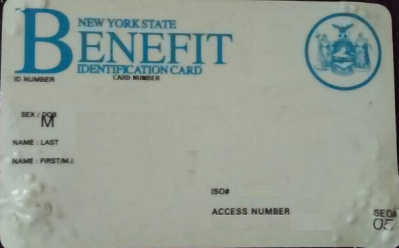 NEW YORK STATE
BENEFIT
IDENTIFICATION CARD
ID NUMBER
CARD NUMBER
SEX / DOB
M
NAME : LAST
NAME : FIRST/M.I.
ISO#
ACCESS NUMBER
SEQ#
05